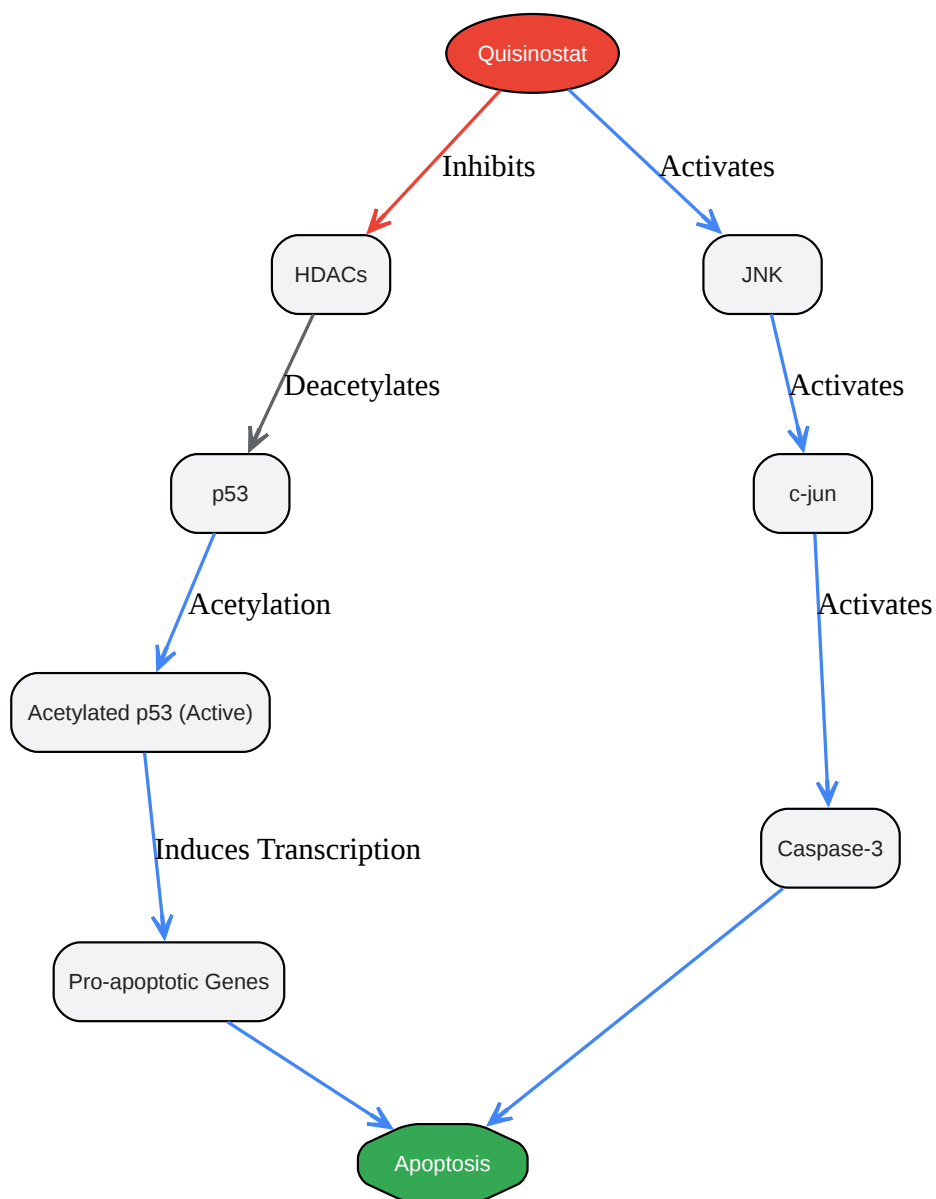 Quisinostat
Inhibits
Activates
HDACs
JNK
Deacetylates
Activates
p53
c-jun
Acetylation
Activates
Acetylated p53 (Active)
Induces Transcription
Caspase-3
Pro-apoptotic Genes
Apoptosis